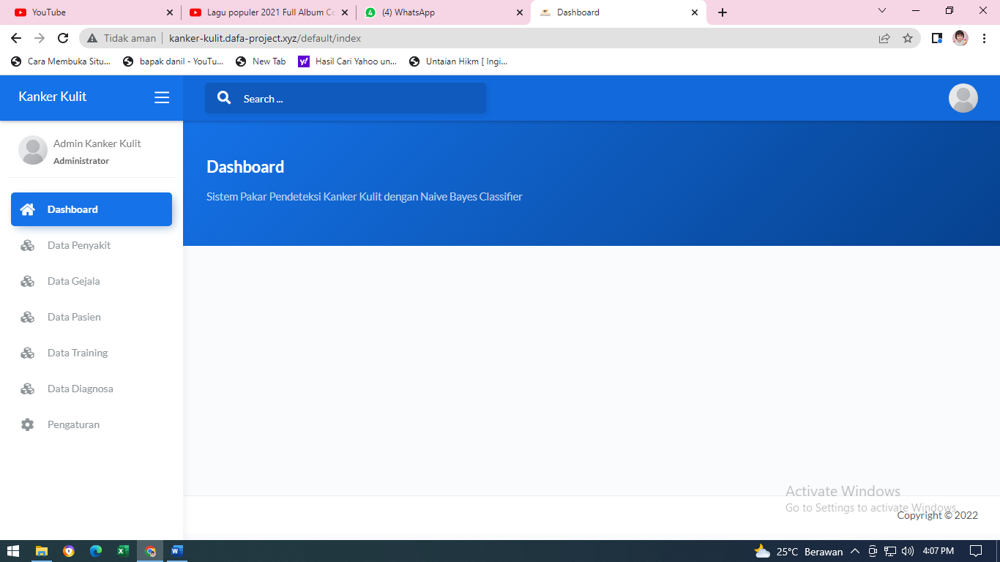 YouTube
Lagu populer 2021 Full Album Co
(4) WhatsApp
Dashboard
Tidak aman
kanker-kulit.dafa-project.xyz/default/index
Cara Membuka Situ...
bapak danil - YouTu...
New Tab
Hasil Cari Yahoo un...
Untaian Hikm [ Ingi...
Kanker Kulit
Search ...
Admin Kanker Kulit
Administrator
Dashboard
Data Penyakit
Data Gejala
Data Pasien
Data Training
Data Diagnosa
Pengaturan
Dashboard
Sistem Pakar Pendeteksi Kanker Kulit dengan Naive Bayes Classifier
Activate Windows
Go to Settings to activate Windows.
Copyright © 2022
25°C Berawan
4:07 PM